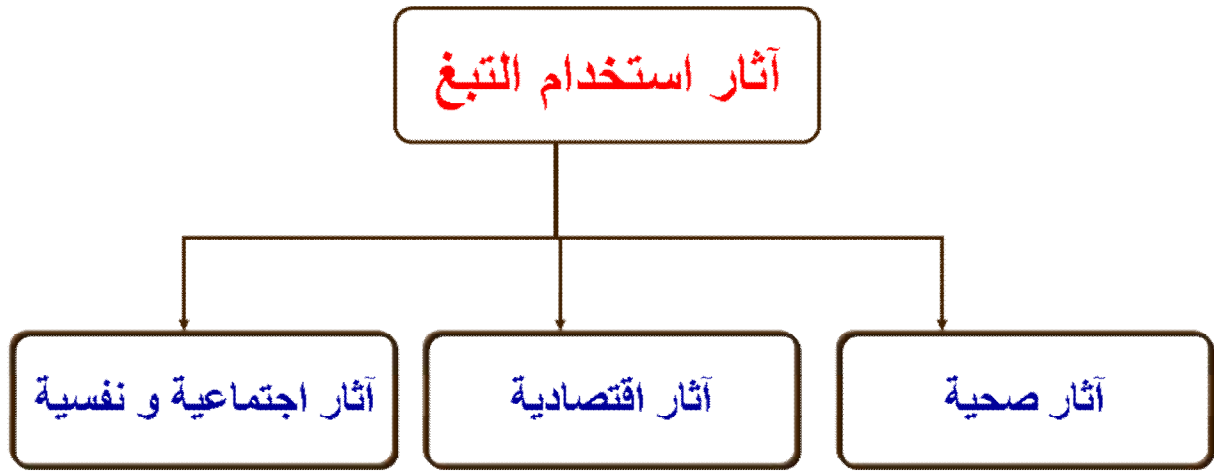 آثار استخدام التبغ
آثار صحية
آثار اقتصادية
آثار اجتماعية و نفسية